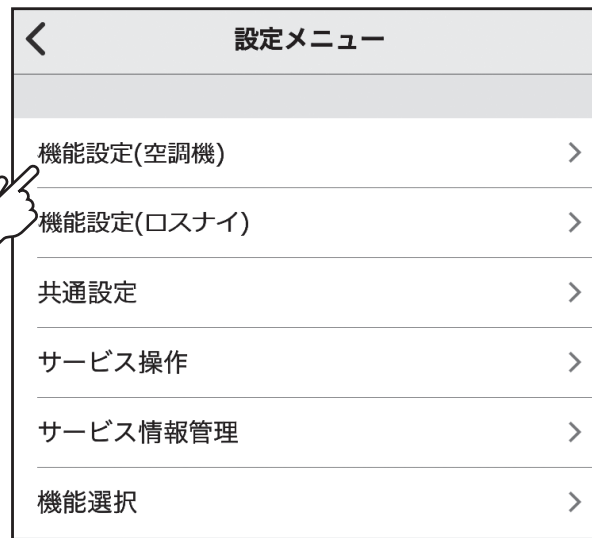 設定メニュー
機能設定(空調機)
機能設定(ロスナイ)
共通設定
サービス操作
サービス情報管理
機能選択